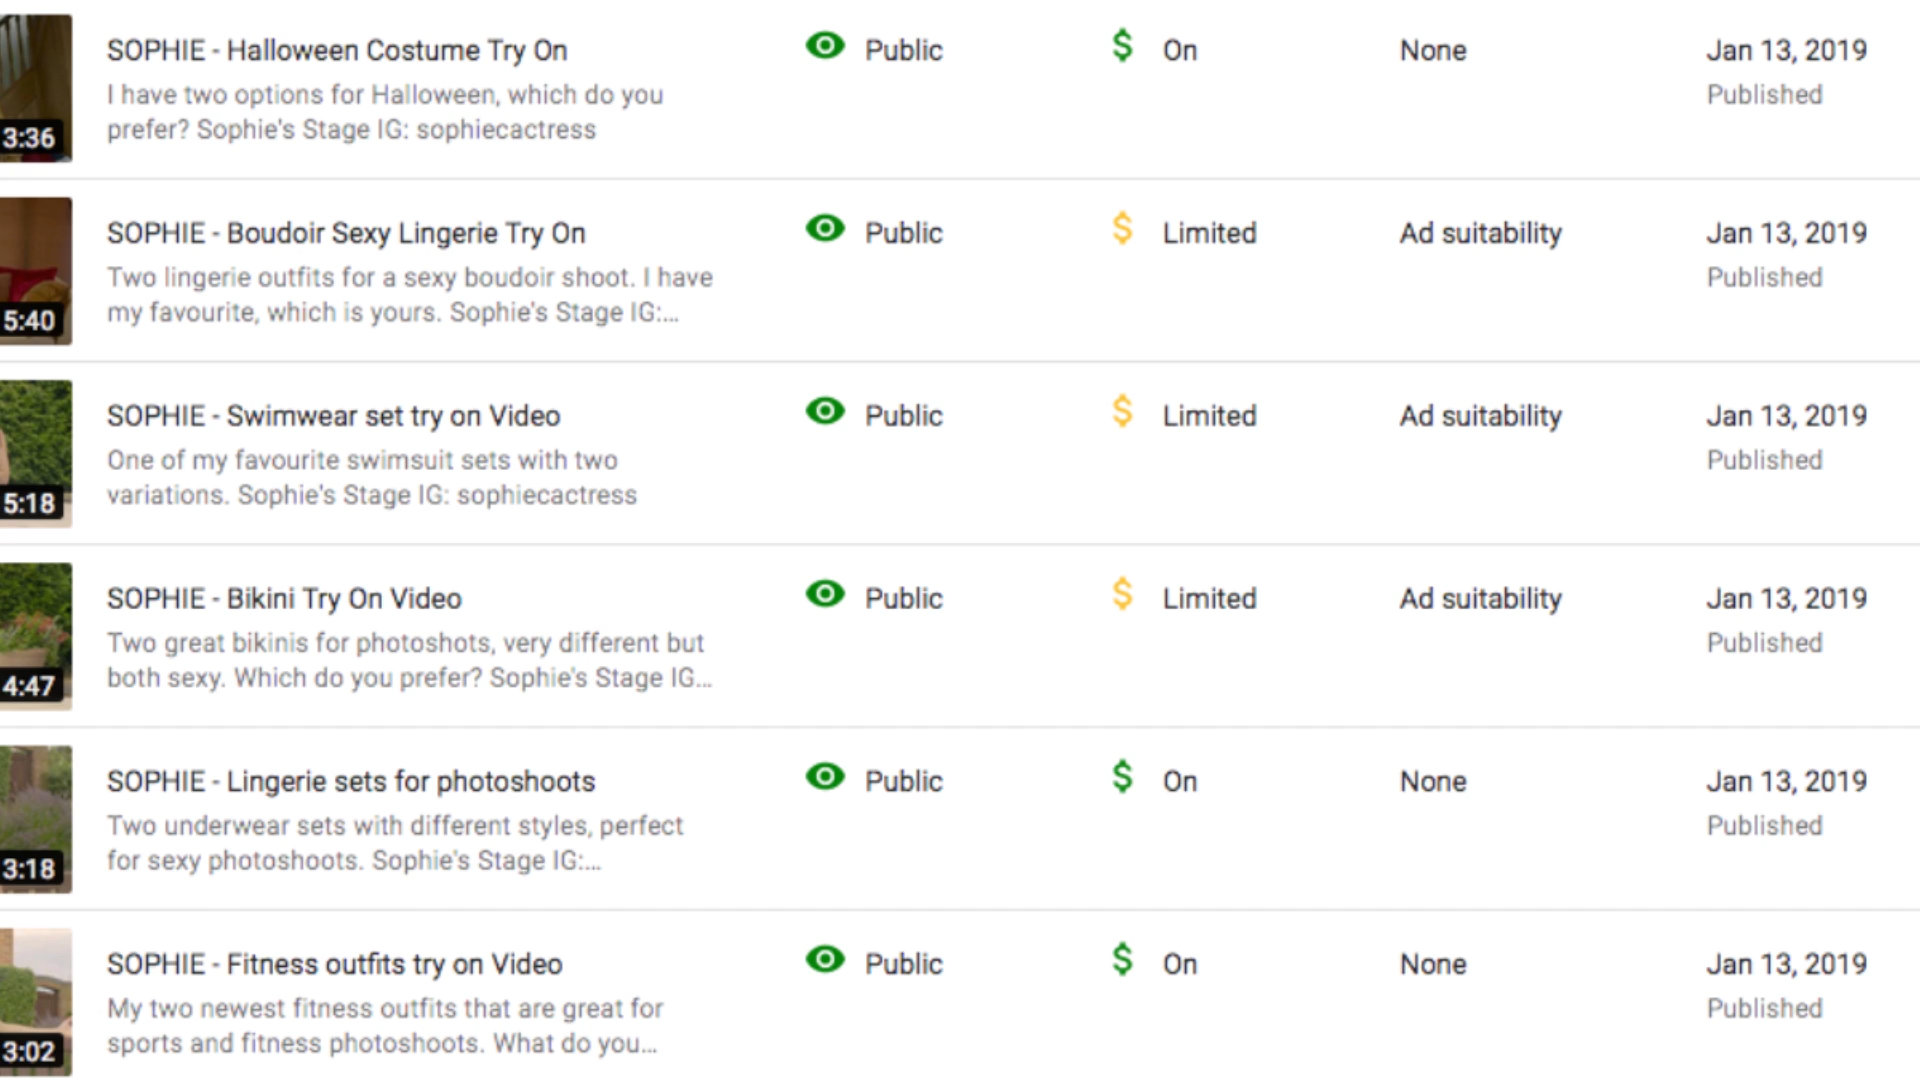 SOPHIE - Halloween Costume Try On
Public
$ On
None
Jan 13, 2019
I have two options for Halloween, which do you
Published
prefer? Sophie's Stage IG: sophiecactress
3:36
SOPHIE - Boudoir Sexy Lingerie Try On
Public
$ Limited
Ad suitability
Jan 13, 2019
Two lingerie outfits for a sexy boudoir shoot. I have
Published
my favourite, which is yours. Sophie's Stage IG:...
5:40
SOPHIE - Swimwear set try on Video
Public
$ Limited
Ad suitability
Jan 13, 2019
One of my favourite swimsuit sets with two
Published
variations. Sophie's Stage IG: sophiecactress
5:18
SOPHIE - Bikini Try On Video
Public
$ Limited
Ad suitability
Jan 13, 2019
Two great bikinis for photoshots, very different but
Published
both sexy. Which do you prefer? Sophie's Stage IG...
4:47
SOPHIE - Lingerie sets for photoshoots
Public
$ On
None
Jan 13, 2019
Two underwear sets with different styles, perfect
Published
for sexy photoshoots. Sophie's Stage IG:...
3:18
SOPHIE - Fitness outfits try on Video
Public
$ On
None
Jan 13, 2019
My two newest fitness outfits that are great for
Published
sports and fitness photoshoots. What do you...
3:02